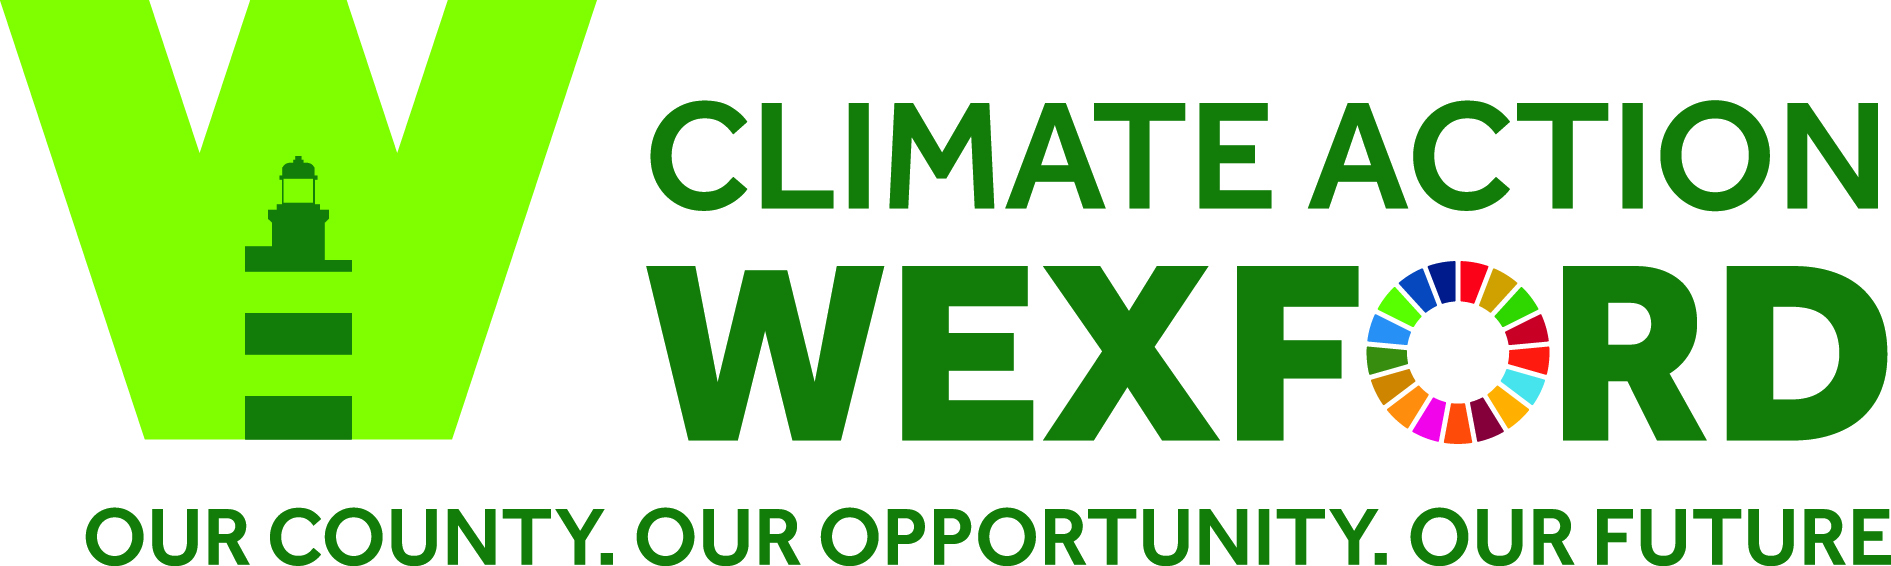 W
CLIMATE ACTION
WEXFORD
OUR COUNTY. OUR OPPORTUNITY. OUR FUTURE